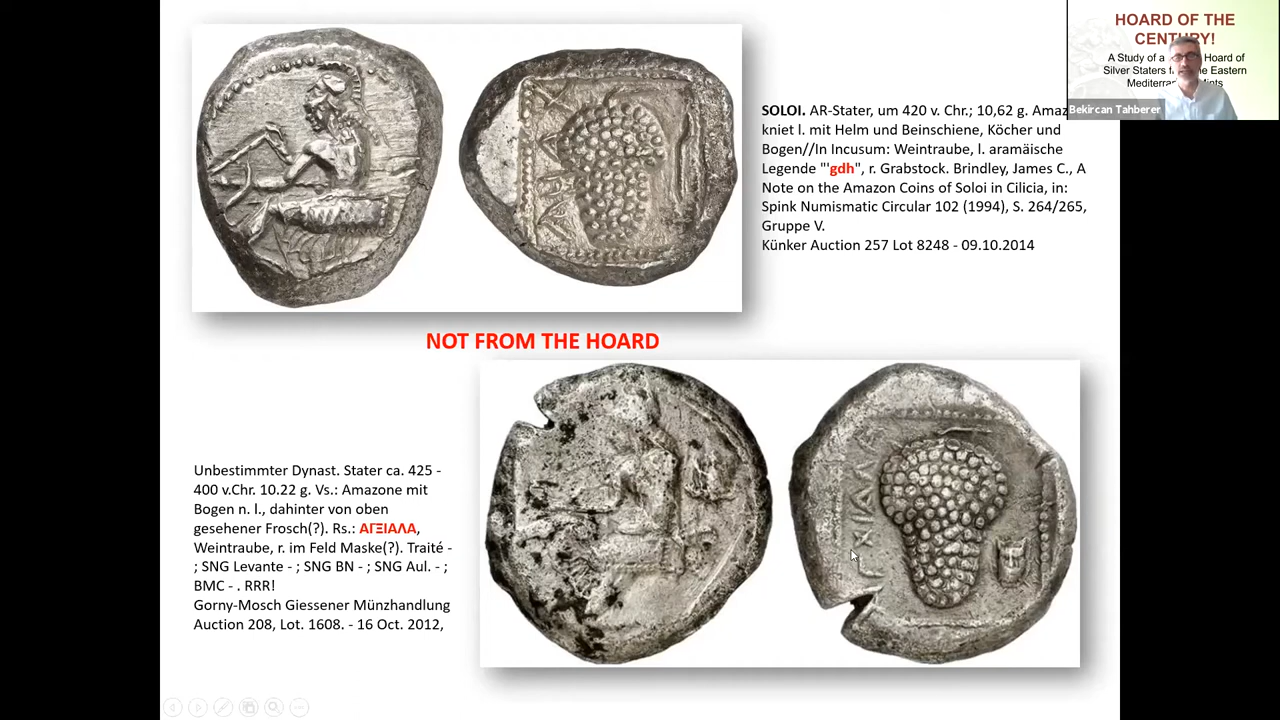 HOARD OF THE
CENTURY!
A Study of a Hoard of
Silver Staters Eastern
Bekircan Tahberer
SOLOI. AR-Stater, um 420 v. Chr.; 10,62 g.
kniet l. mit Helm und Beinschiene, Köcher und
Bogen//In Incusum: Weintraube, l. aramäische
Legende "'gdh", r. Grabstock. Brindley, James C., A
Note on the Amazon Coins of Soloi in Cilicia, in:
Spink Numismatic Circular 102 (1994), S. 264/265,
Gruppe V.
Künker Auction 257 Lot 8248 - 09.10.2014
NOT FROM THE HOARD
Unbestimmter Dynast. Stater ca. 425 -
400 v.Chr. 10.22 g. Vs.: Amazone mit
Bogen n. l., dahinter von oben
gesehener Frosch(?). Rs.: ΑΓΞΙΑΛΑ,
Weintraube, r. im Feld Maske(?). Traité -
; SNG Levante - ; SNG BN - ; SNG Aul. - ;
BMC - . RRR!
Gorny-Mosch Giessener Münzhandlung
Auction 208, Lot. 1608. - 16 Oct. 2012,